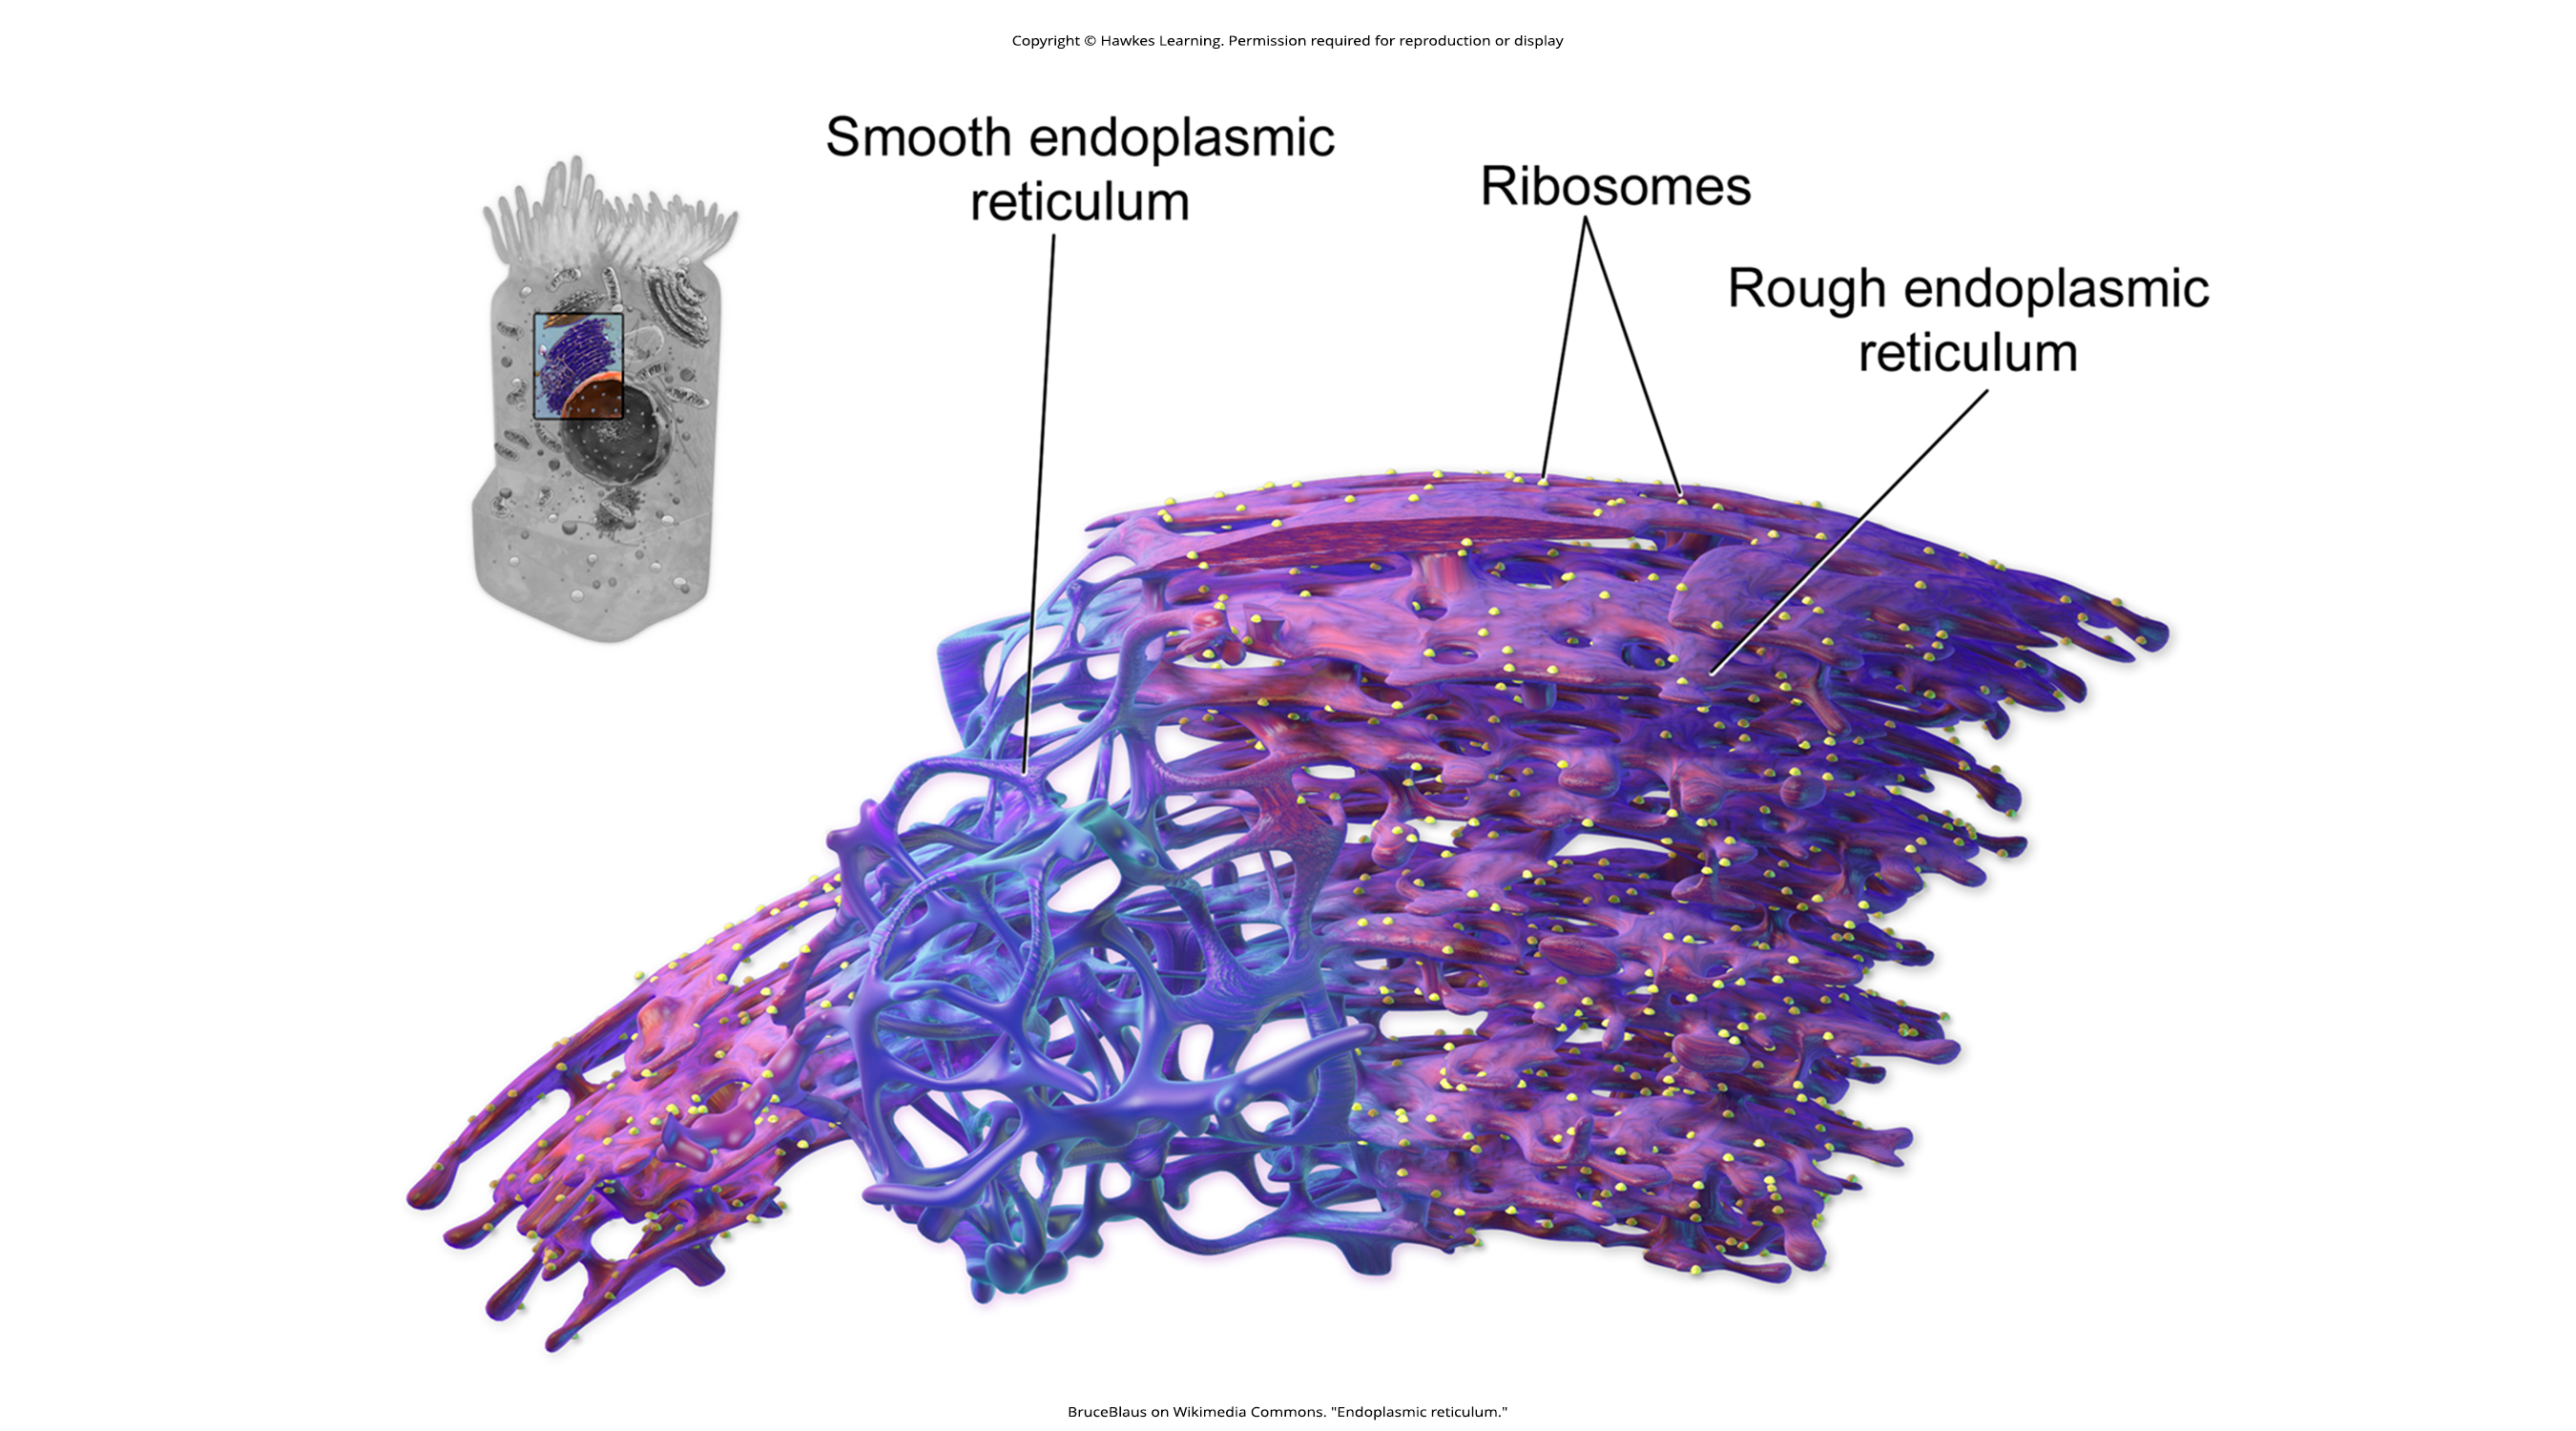 Copyright © Hawkes Learning. Permission required for reproduction or display
Smooth endoplasmic
reticulum
Ribosomes
Rough endoplasmic
reticulum
BruceBlaus on Wikimedia Commons. "Endoplasmic reticulum."